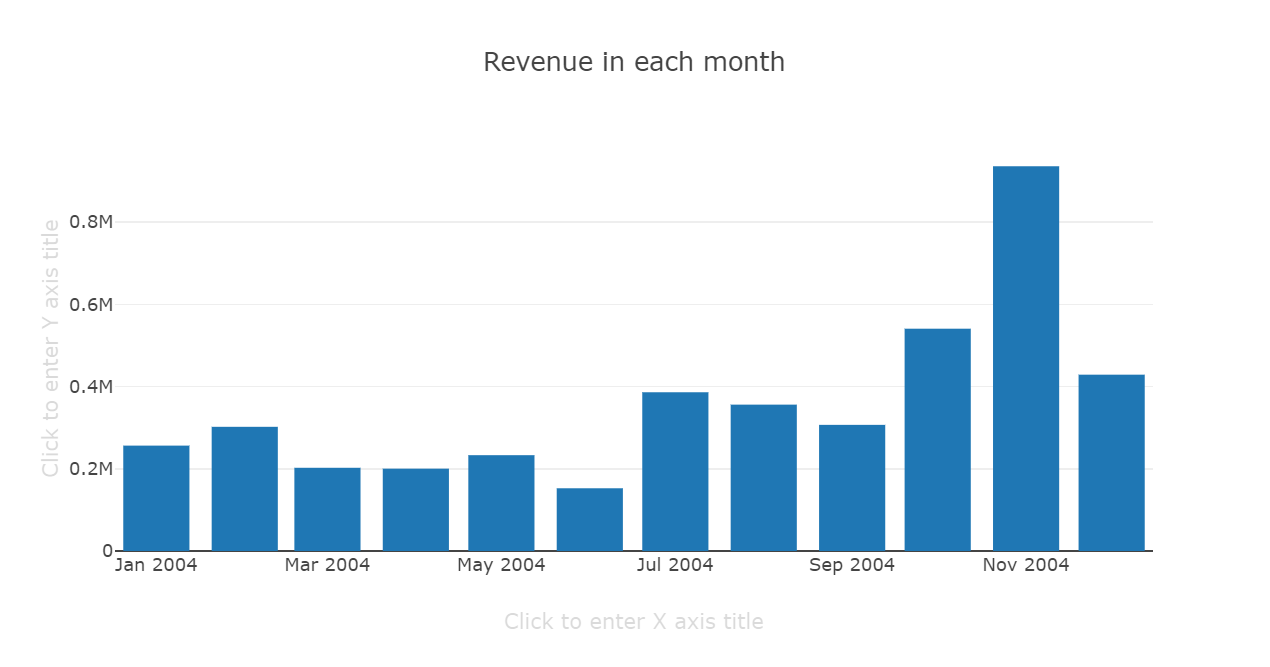 Revenue in each month
Click to enter Y axis title
0.8M
0.6M
0.4M
0.2M
0
Jan 2004 Mar 2004 May 2004 Jul 2004 Sep 2004 Nov 2004
Click to enter X axis title